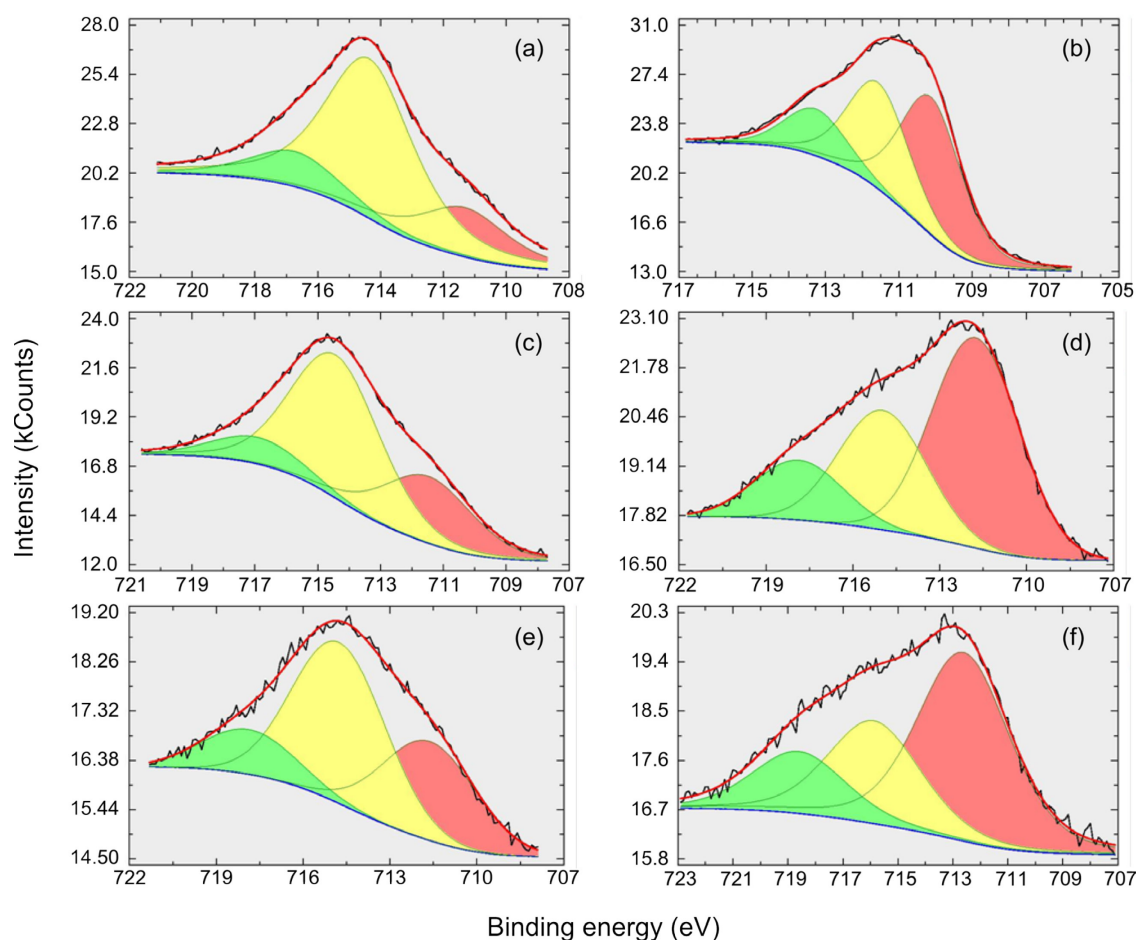 28.0
25.4
22.8
20.2
17.6
15.0
722 720 718 716 714 712 710 708
(a)
31.0
27.4
23.8
20.2
16.6
13.0
717 715 713 711 709 707 705
(b)
24.0
21.6
19.2
16.8
14.4
12.0
721 719 717 715 713 711 709 707
(c)
23.10
21.78
20.46
19.14
17.82
16.50
722 719 716 713 710 707
(d)
19.20
18.26
17.32
16.38
15.44
14.50
722 719 716 713 710 707
(e)
20.3
19.4
18.5
17.6
16.7
15.8
723 721 719 717 715 713 711 709 707
(f)
Intensity (kCounts)
Binding energy (eV)